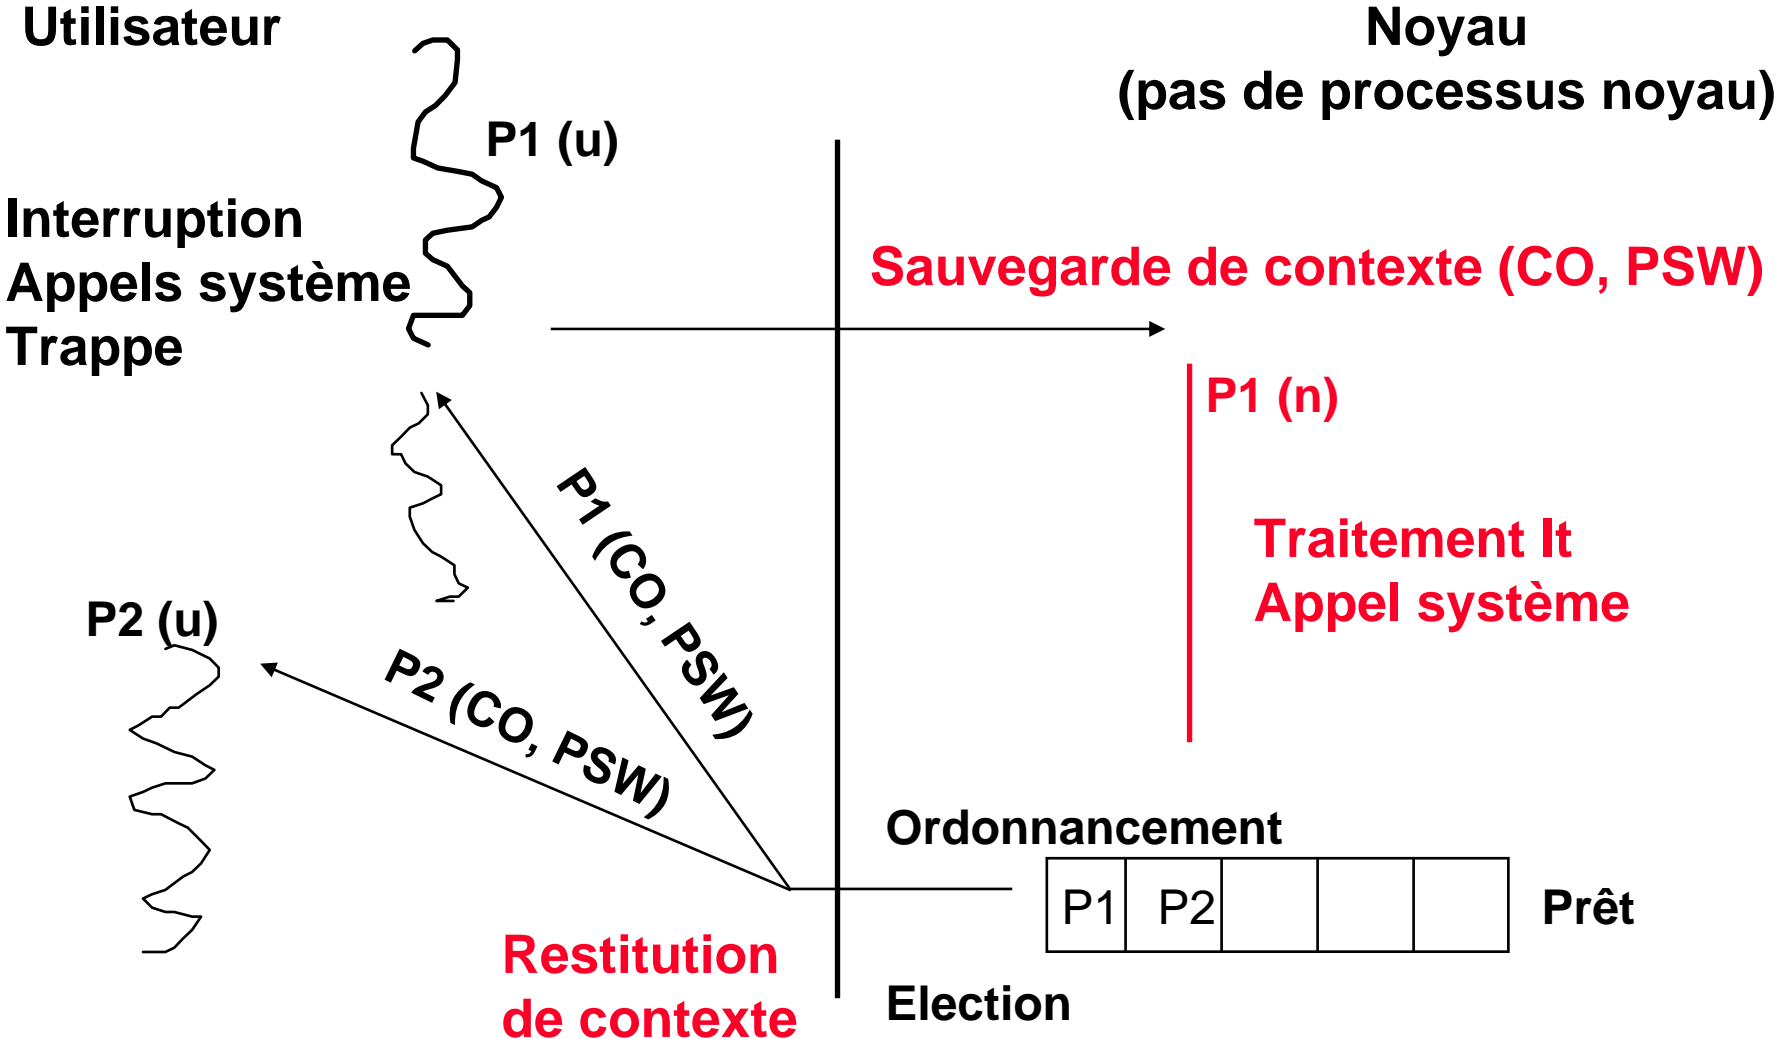 Utilisateur
Noyau
(pas de processus noyau)
P1 (u)
Interruption
Appels système
Trappe
Sauvegarde de contexte (CO, PSW)
P1 (n)
Traitement It
Appel système
P1 (CO, PSW)
P2 (u)
P2 (CO, PSW)
Ordonnancement
P1 P2
Prêt
Restitution
de contexte
Election